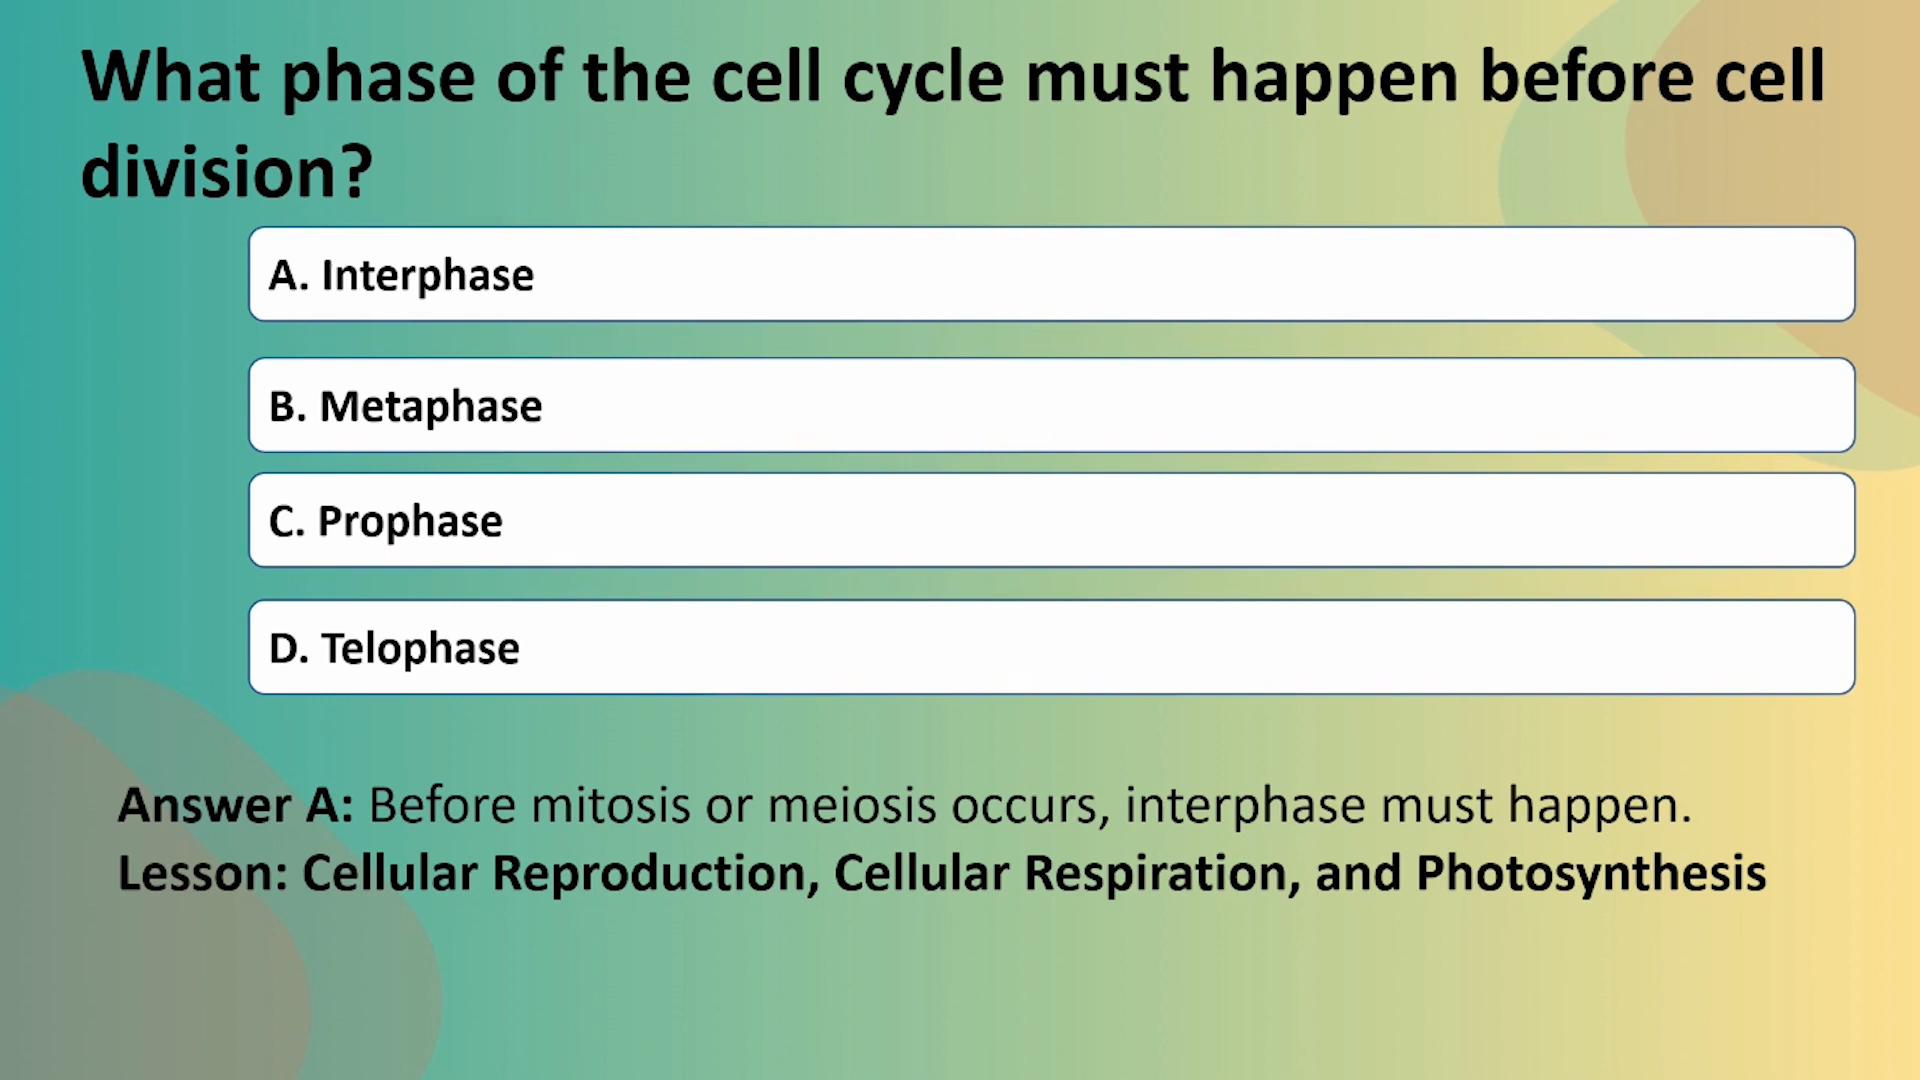 What phase of the cell cycle must happen before cell
division?
A. Interphase
B. Metaphase
C. Prophase
D. Telophase
Answer A: Before mitosis or meiosis occurs, interphase must happen.
Lesson: Cellular Reproduction, Cellular Respiration, and Photosynthesis